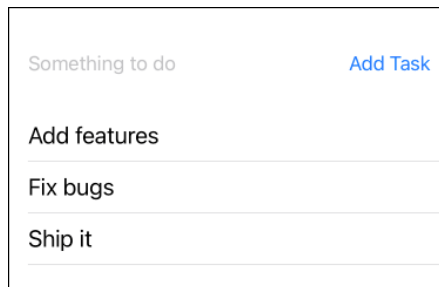 Something to do
Add Task
Add features
Fix bugs
Ship it